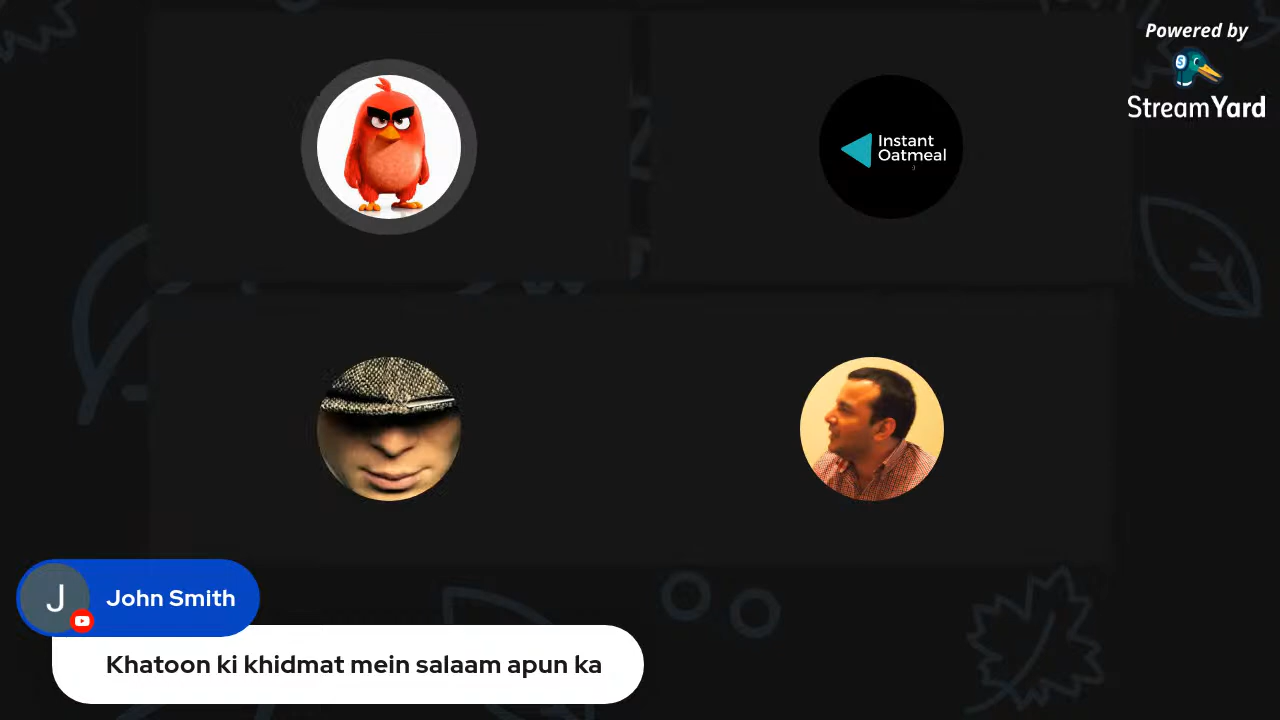 Powered by
StreamYard
Instant
Oatmeal
J
John Smith
Khatoon ki khidmat mein salaam apun ka